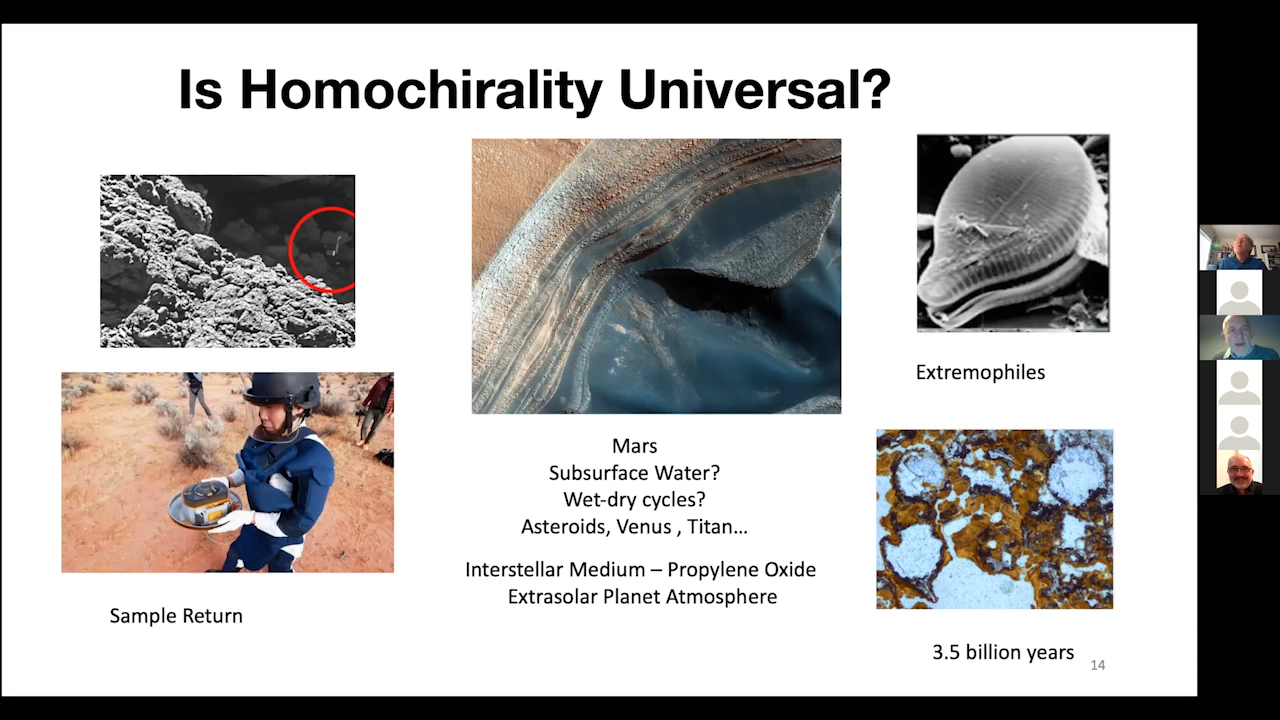 Is Homochirality Universal?
Sample Return
Mars
Subsurface Water?
Wet-dry cycles?
Asteroids, Venus , Titan...
Interstellar Medium – Propylene Oxide
Extrasolar Planet Atmosphere
Extremophiles
3.5 billion years
14